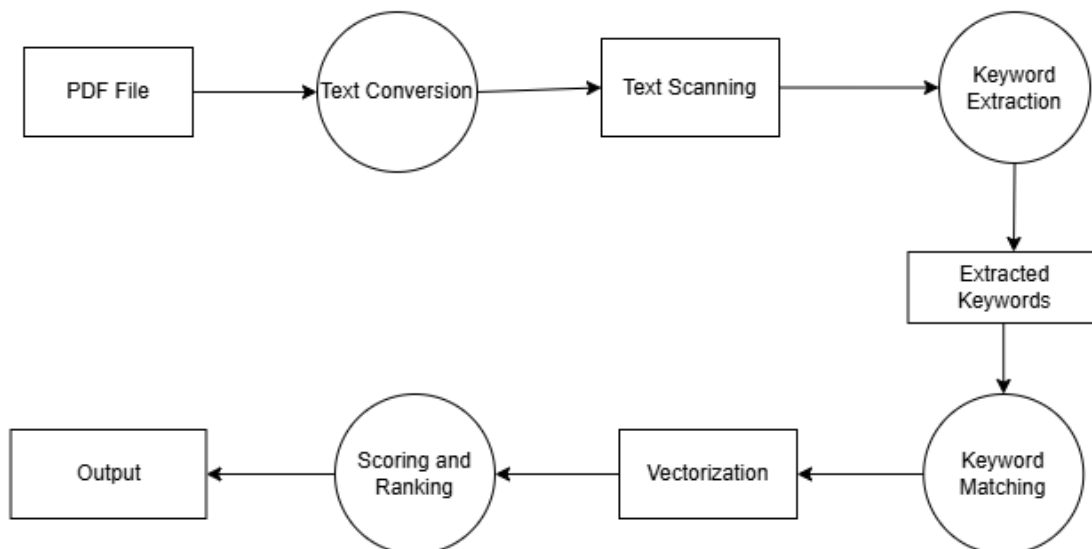 PDF File
Text Conversion
Text Scanning
Keyword
Extraction
Extracted
Keywords
Keyword
Matching
Vectorization
Scoring and
Ranking
Output